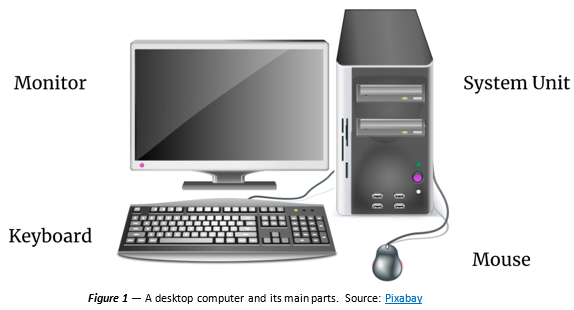 Monitor
System Unit
Keyboard
Mouse
Figure 1 — A desktop computer and its main parts. Source: Pixabay